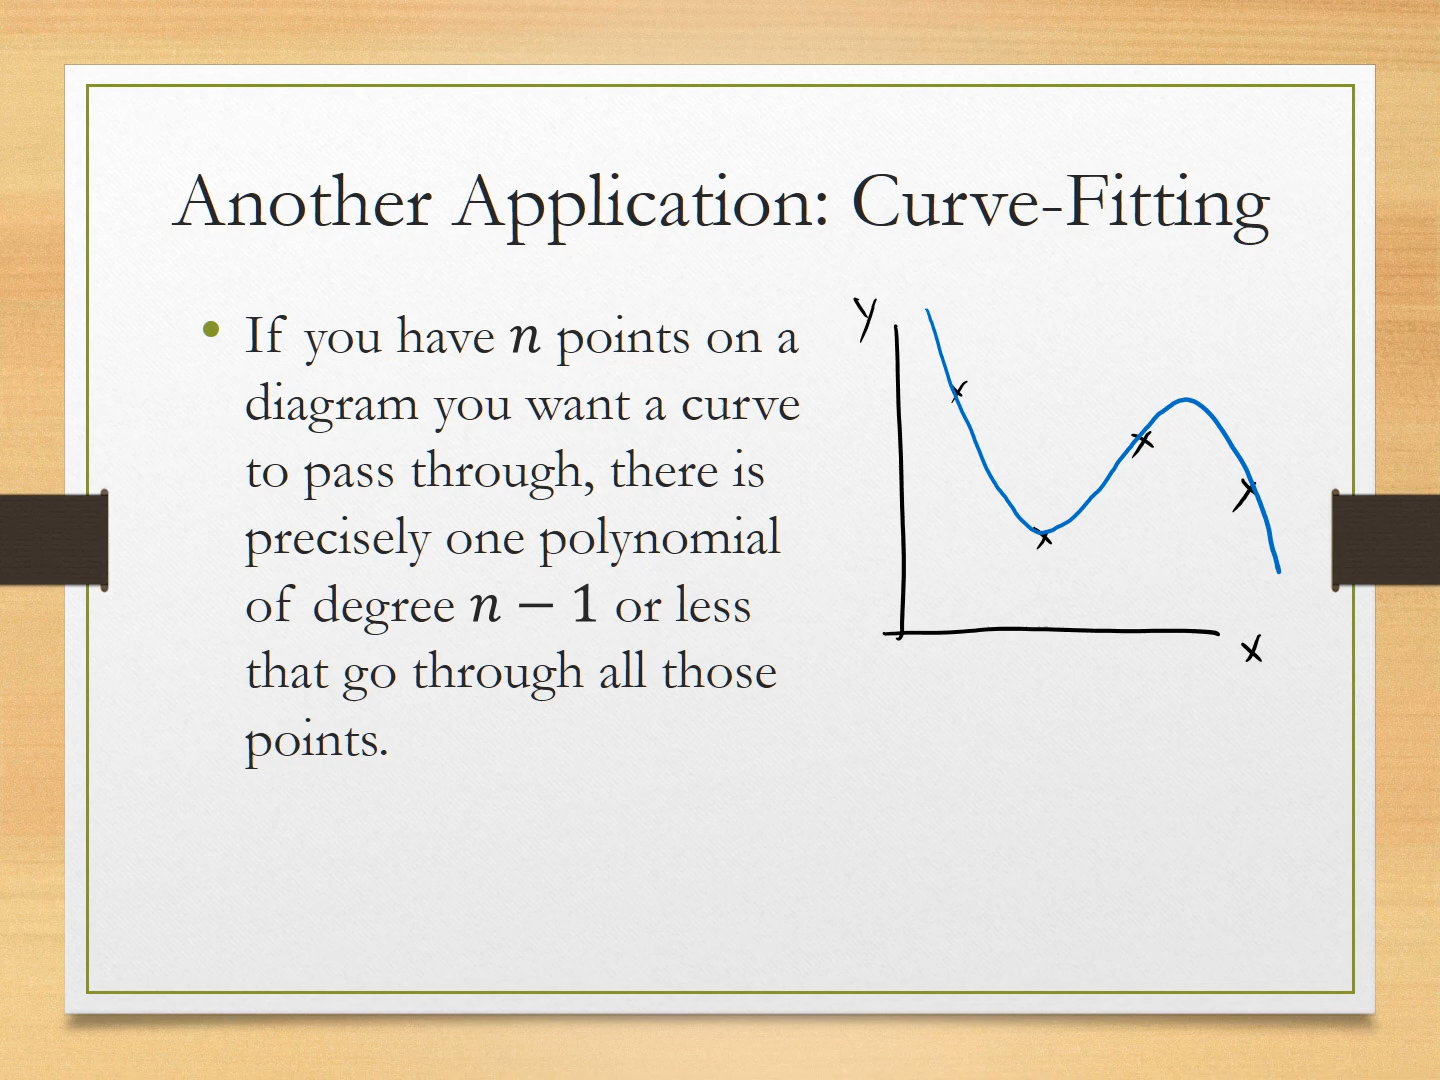 Another Application: Curve-Fitting
• If you have n points on a
diagram you want a curve
to pass through, there is
precisely one polynomial
of degree n − 1 or less
that go through all those
points.
y
x